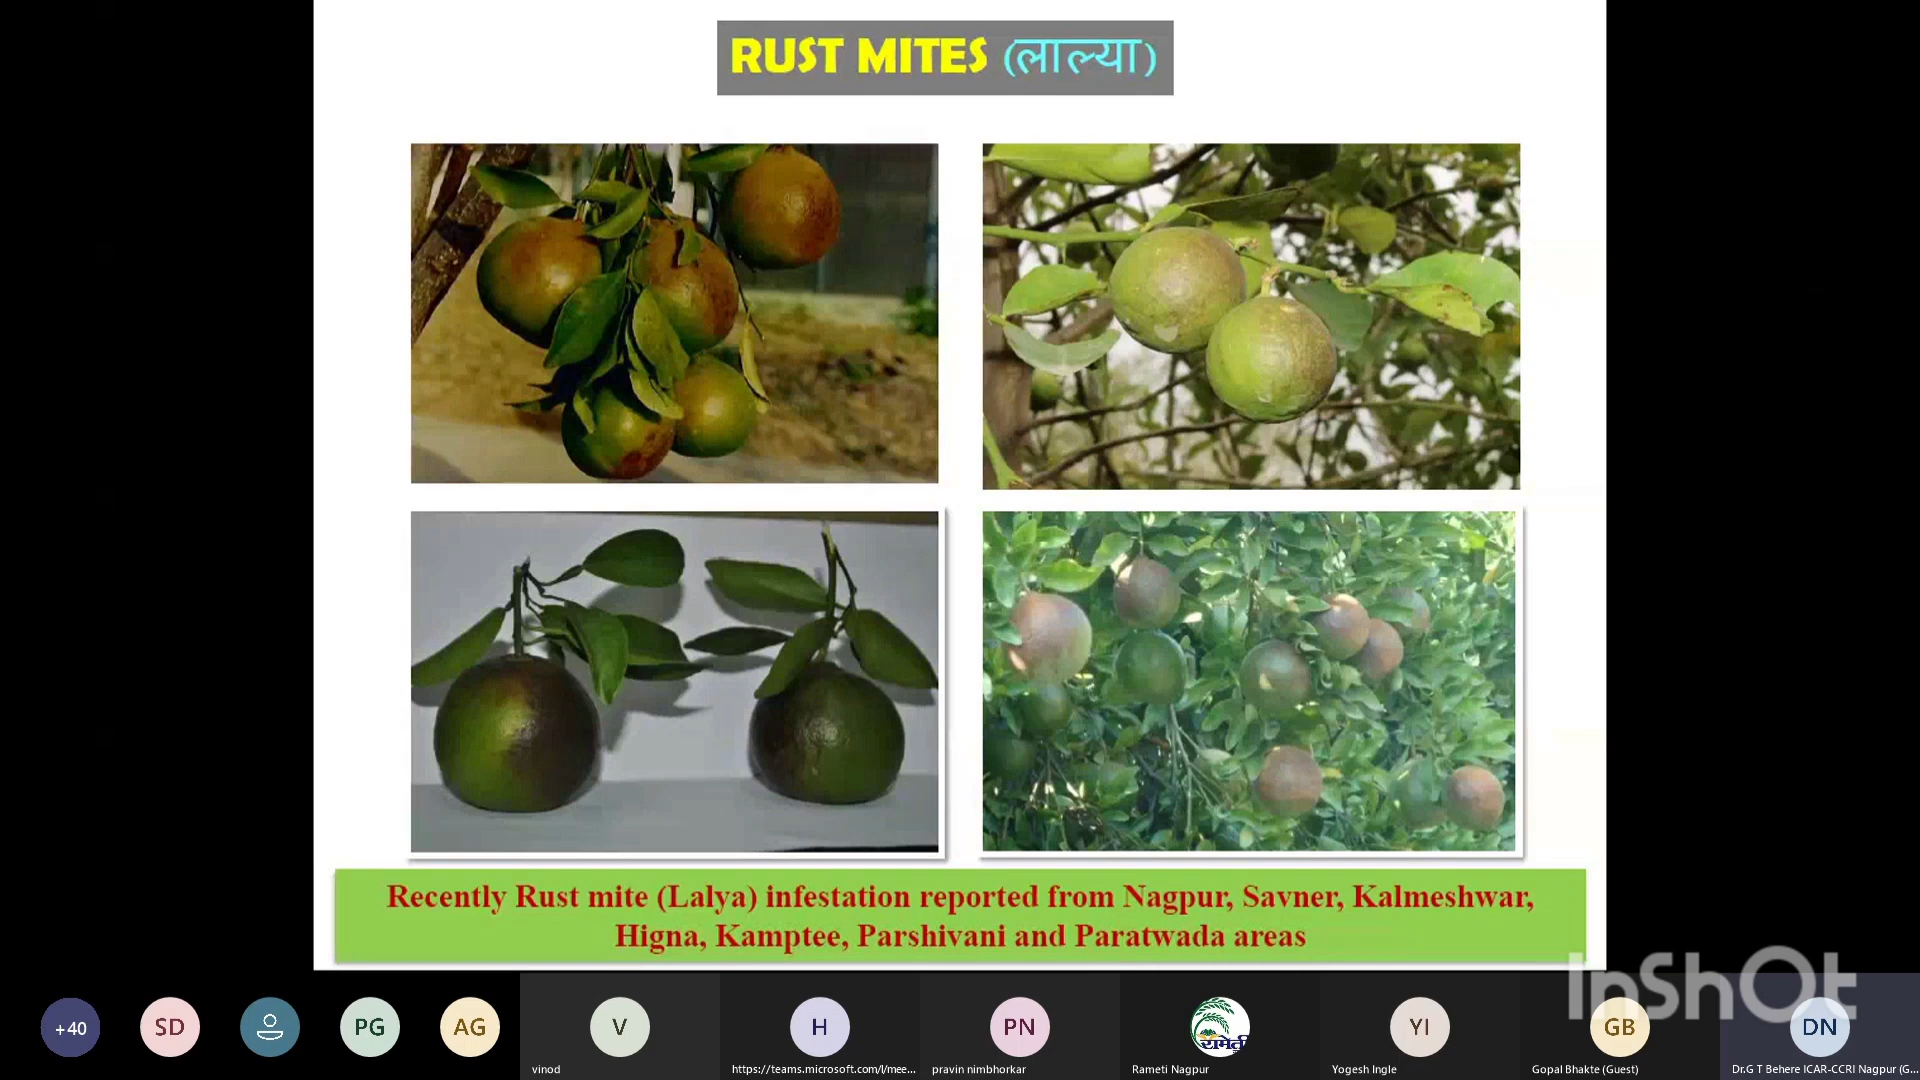 RUST MITES (लाल्या)
Recently Rust mite (Lalya) infestation reported from Nagpur, Savner, Kalmeshwar,
Higna, Kamptee, Parshivani and Paratwada areas
InShOt
+40
SD
PG
AG
V
H
PN
रामेती
YI
GB
DN
vinod
https://teams.microsoft.com/l/mee...
pravin nimbhorkar
Rameti Nagpur
Yogesh Ingle
Gopal Bhakte (Guest)
Dr.G T Behere ICAR-CCRI Nagpur (G...